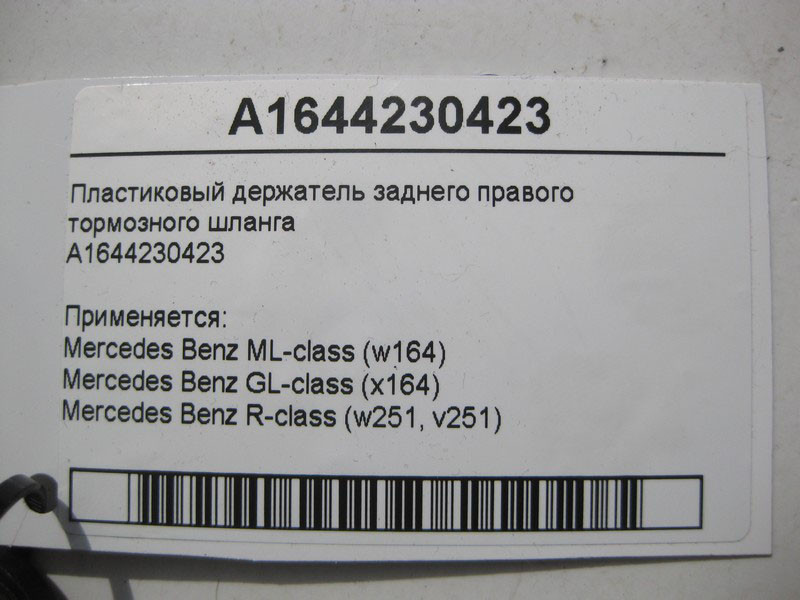 A1644230423
Пластиковый держатель заднего правого
тормозного шланга
A1644230423
Применяется:
Mercedes Benz ML-class (w164)
Mercedes Benz GL-class (x164)
Mercedes Benz R-class (w251, v251)